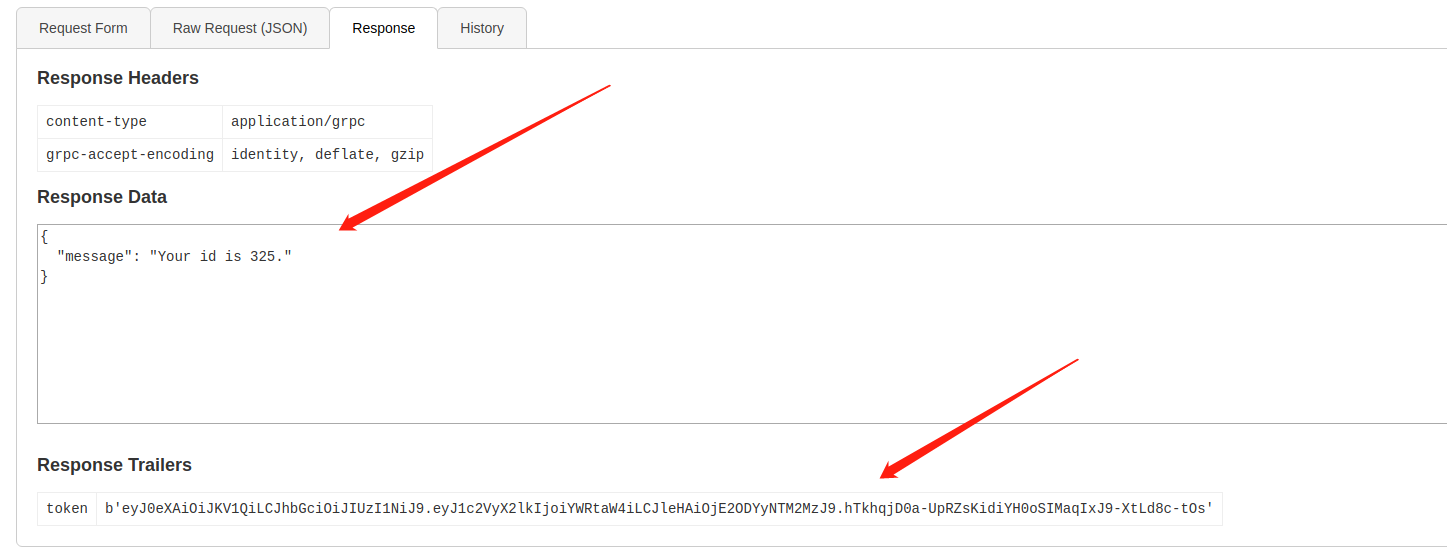 Request Form Raw Request (JSON) Response History
Response Headers
content-type application/grpc
grpc-accept-encoding identity, deflate, gzip
Response Data
{
"message": "Your id is 325."
}
Response Trailers
token b'eyJ0eXAiOiJKV1QiLCJhbGciOiJIUzI1NiJ9.eyJ1c2VyX2lkIjoiYWRtaW4iLCJleHAiOjE2ODYyNTM2MzJ9.hTkhqjD0a-UpRZsKidiYH0oSIMaqIxJ9-XtLd8c-tOs'